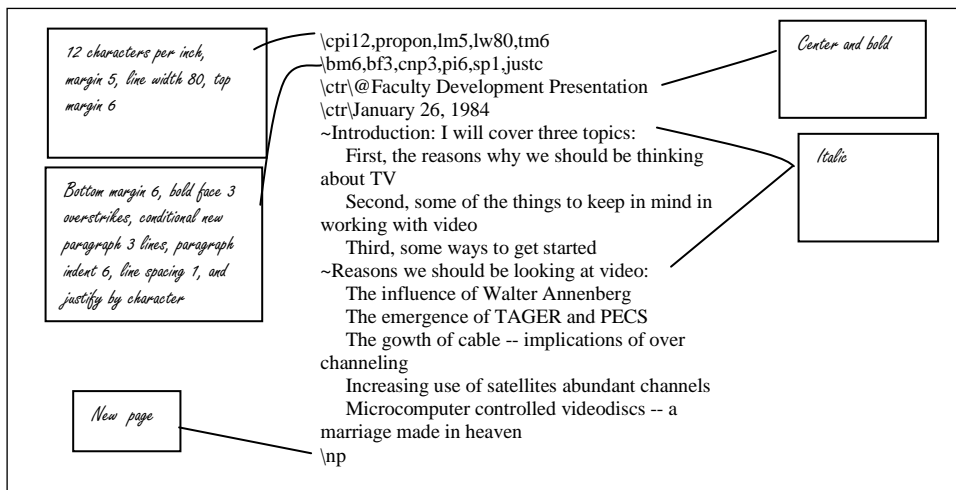 12 characters per inch,
margin 5, line width 80, top
margin 6
Bottom margin 6, bold face 3
overstrikes, conditional new
paragraph 3 lines, paragraph
indent 6, line spacing 1, and
justify by character
New page
\cpi12,propon,lm5,lw80,tm6
\bm6,bf3,cnp3,pi6,sp1,justc
\ctr\@Faculty Development Presentation
\ctr\January 26, 1984
~Introduction: I will cover three topics:
First, the reasons why we should be thinking
about TV
Second, some of the things to keep in mind in
working with video
Third, some ways to get started
~Reasons we should be looking at video:
The influence of Walter Annenberg
The emergence of TAGER and PECS
The gowth of cable -- implications of over
channeling
Increasing use of satellites abundant channels
Microcomputer controlled videodiscs -- a
marriage made in heaven
\np
Center and bold
Italic